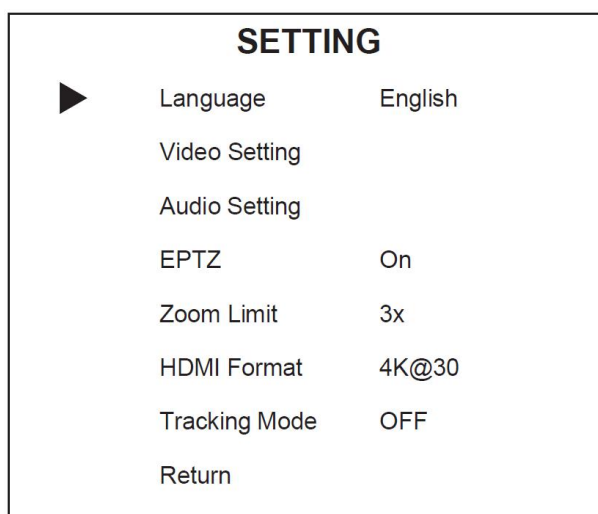 SETTING
Language English
Video Setting
Audio Setting
EPTZ On
Zoom Limit 3x
HDMI Format 4K@30
Tracking Mode OFF
Return